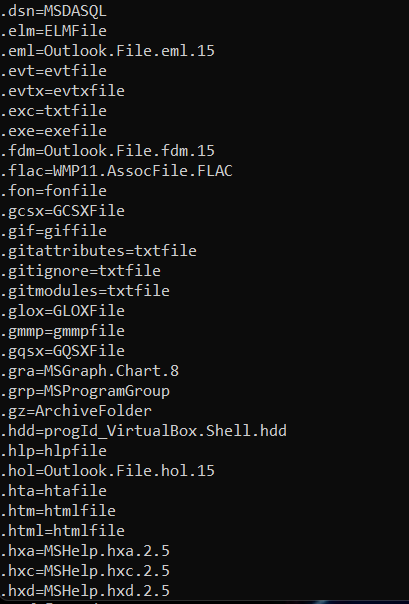 .dsn=MSDASQL
.elm=ELMFile
.eml=Outlook.File.eml.15
.evt=evtfile
.evtx=evtxfile
.exc=txtfile
.exe=exefile
.fdm=Outlook.File.fdm.15
.flac=WMP11.AssocFile.FLAC
.fon=fonfile
.gcsx=GCSXFile
.gif=giffile
.gitattributes=txtfile
.gitignore=txtfile
.gitmodules=txtfile
.glox=GLOXFile
.gmmp=gmmpfile
.gqsx=GQSXFile
.gra=MSGraph.Chart.8
.grp=MSProgramGroup
.gz=ArchiveFolder
.hdd=progId_VirtualBox.Shell.hdd
.hlp=hlpfile
.hol=Outlook.File.hol.15
.hta=htafile
.htm=htmlfile
.html=htmlfile
.hxa=MSHelp.hxa.2.5
.hxc=MSHelp.hxc.2.5
.hxd=MSHelp.hxd.2.5